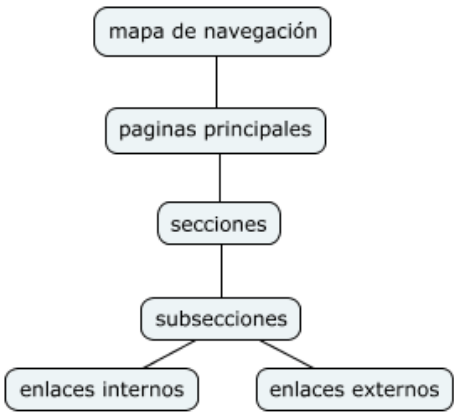 mapa de navegación
paginas principales
secciones
subsecciones
enlaces internos
enlaces externos